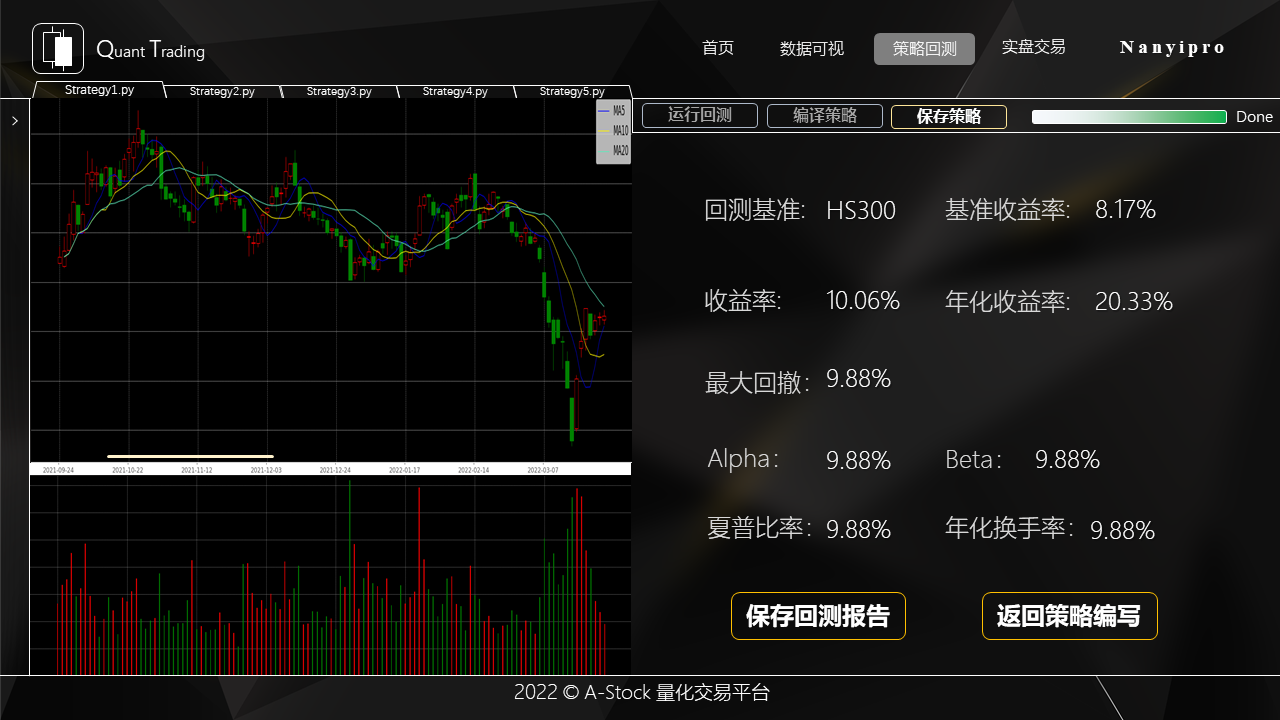 Quant Trading
首页 数据可视 策略回测 实盘交易 Nanyipro
Strategy1.py Strategy2.py Strategy3.py Strategy4.py Strategy5.py
运行回测 编译策略 保存策略 Done
>
MA5
MA10
MA20
回测基准: HS300 基准收益率: 8.17%
收益率: 10.06% 年化收益率: 20.33%
最大回撤: 9.88%
Alpha: 9.88% Beta: 9.88%
夏普比率: 9.88% 年化换手率: 9.88%
2021-09-24 2021-10-22 2021-11-12 2021-12-03 2021-12-24 2022-01-17 2022-02-14 2022-03-07
保存回测报告 返回策略编写
2022 © A-Stock 量化交易平台